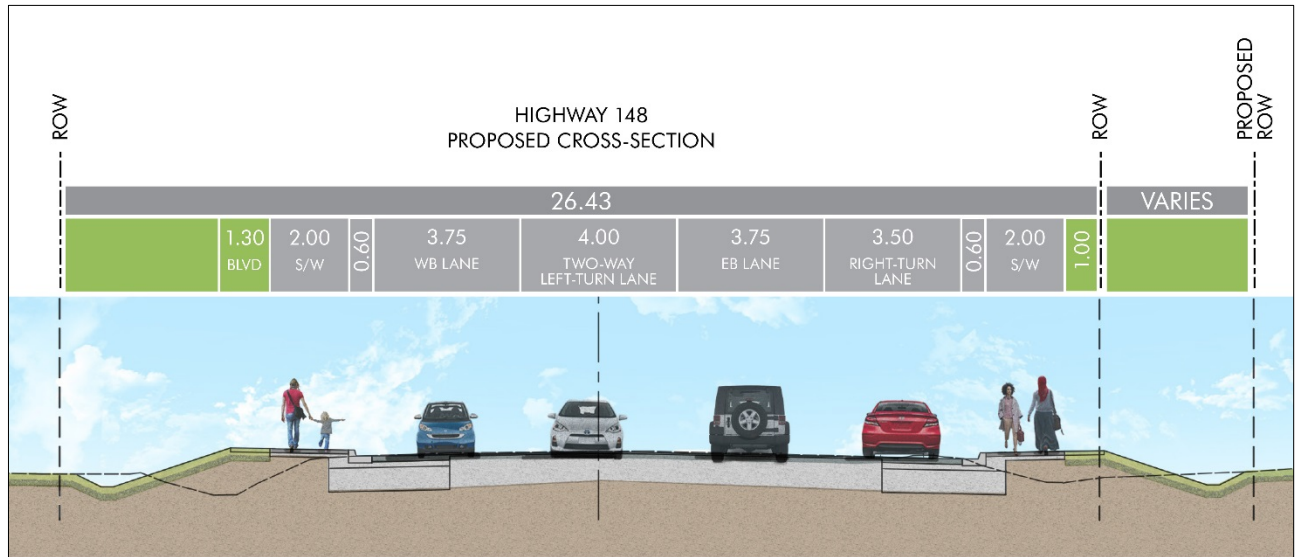 HIGHWAY 148
PROPOSED CROSS-SECTION
ROW
ROW
PROPOSED
ROW
26.43
VARIES
1.30
BLVD
2.00
S/W
0.60
3.75
WB LANE
4.00
TWO-WAY
LEFT-TURN LANE
3.75
EB LANE
3.50
RIGHT-TURN
LANE
0.60
2.00
S/W
1.00